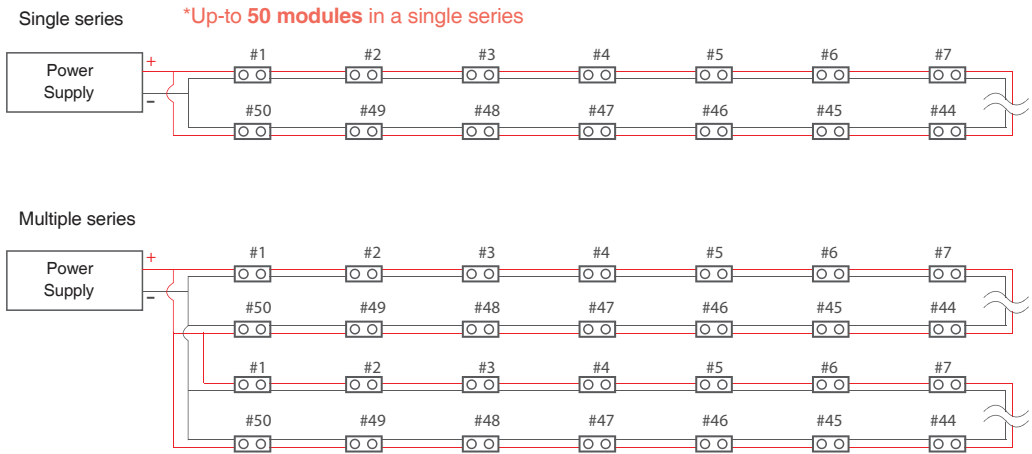 Single series
*Up-to 50 modules in a single series
Power
Supply
+
-
#1 #2 #3 #4 #5 #6 #7
#50 #49 #48 #47 #46 #45 #44
Multiple series
Power
Supply
+
-
#1 #2 #3 #4 #5 #6 #7
#50 #49 #48 #47 #46 #45 #44
#1 #2 #3 #4 #5 #6 #7
#50 #49 #48 #47 #46 #45 #44